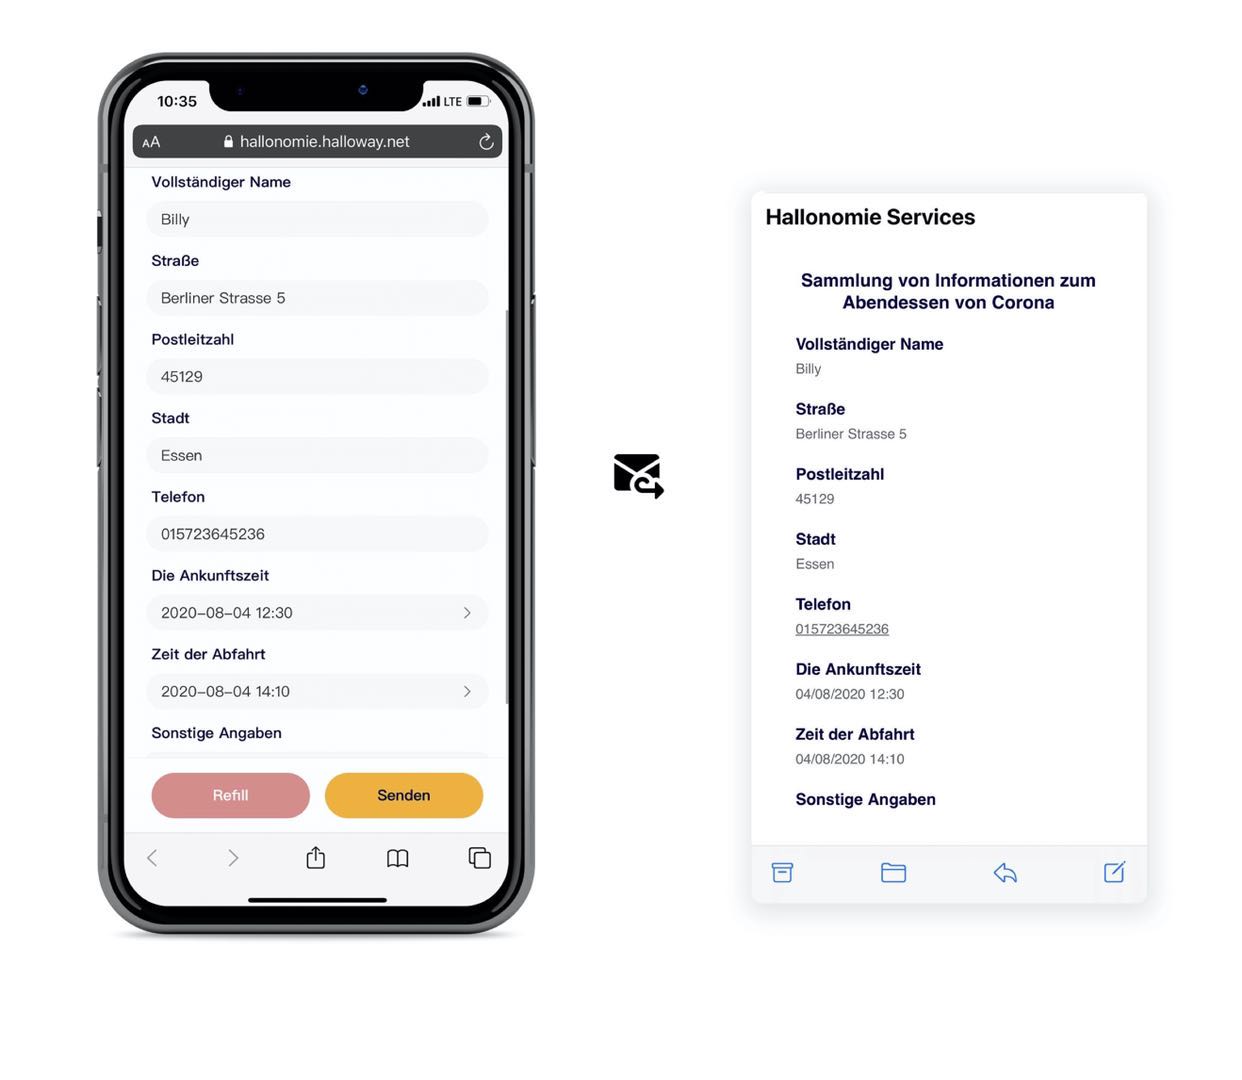 10:35
LTE
AA
hallonomie.halloway.net
Vollständiger Name
Billy
Straße
Berliner Strasse 5
Postleitzahl
45129
Stadt
Essen
Telefon
015723645236
Die Ankunftszeit
2020-08-04 12:30
Zeit der Abfahrt
2020-08-04 14:10
Sonstige Angaben
Refill
Senden
Hallonomie Services
Sammlung von Informationen zum
Abendessen von Corona
Vollständiger Name
Billy
Straße
Berliner Strasse 5
Postleitzahl
45129
Stadt
Essen
Telefon
015723645236
Die Ankunftszeit
04/08/2020 12:30
Zeit der Abfahrt
04/08/2020 14:10
Sonstige Angaben